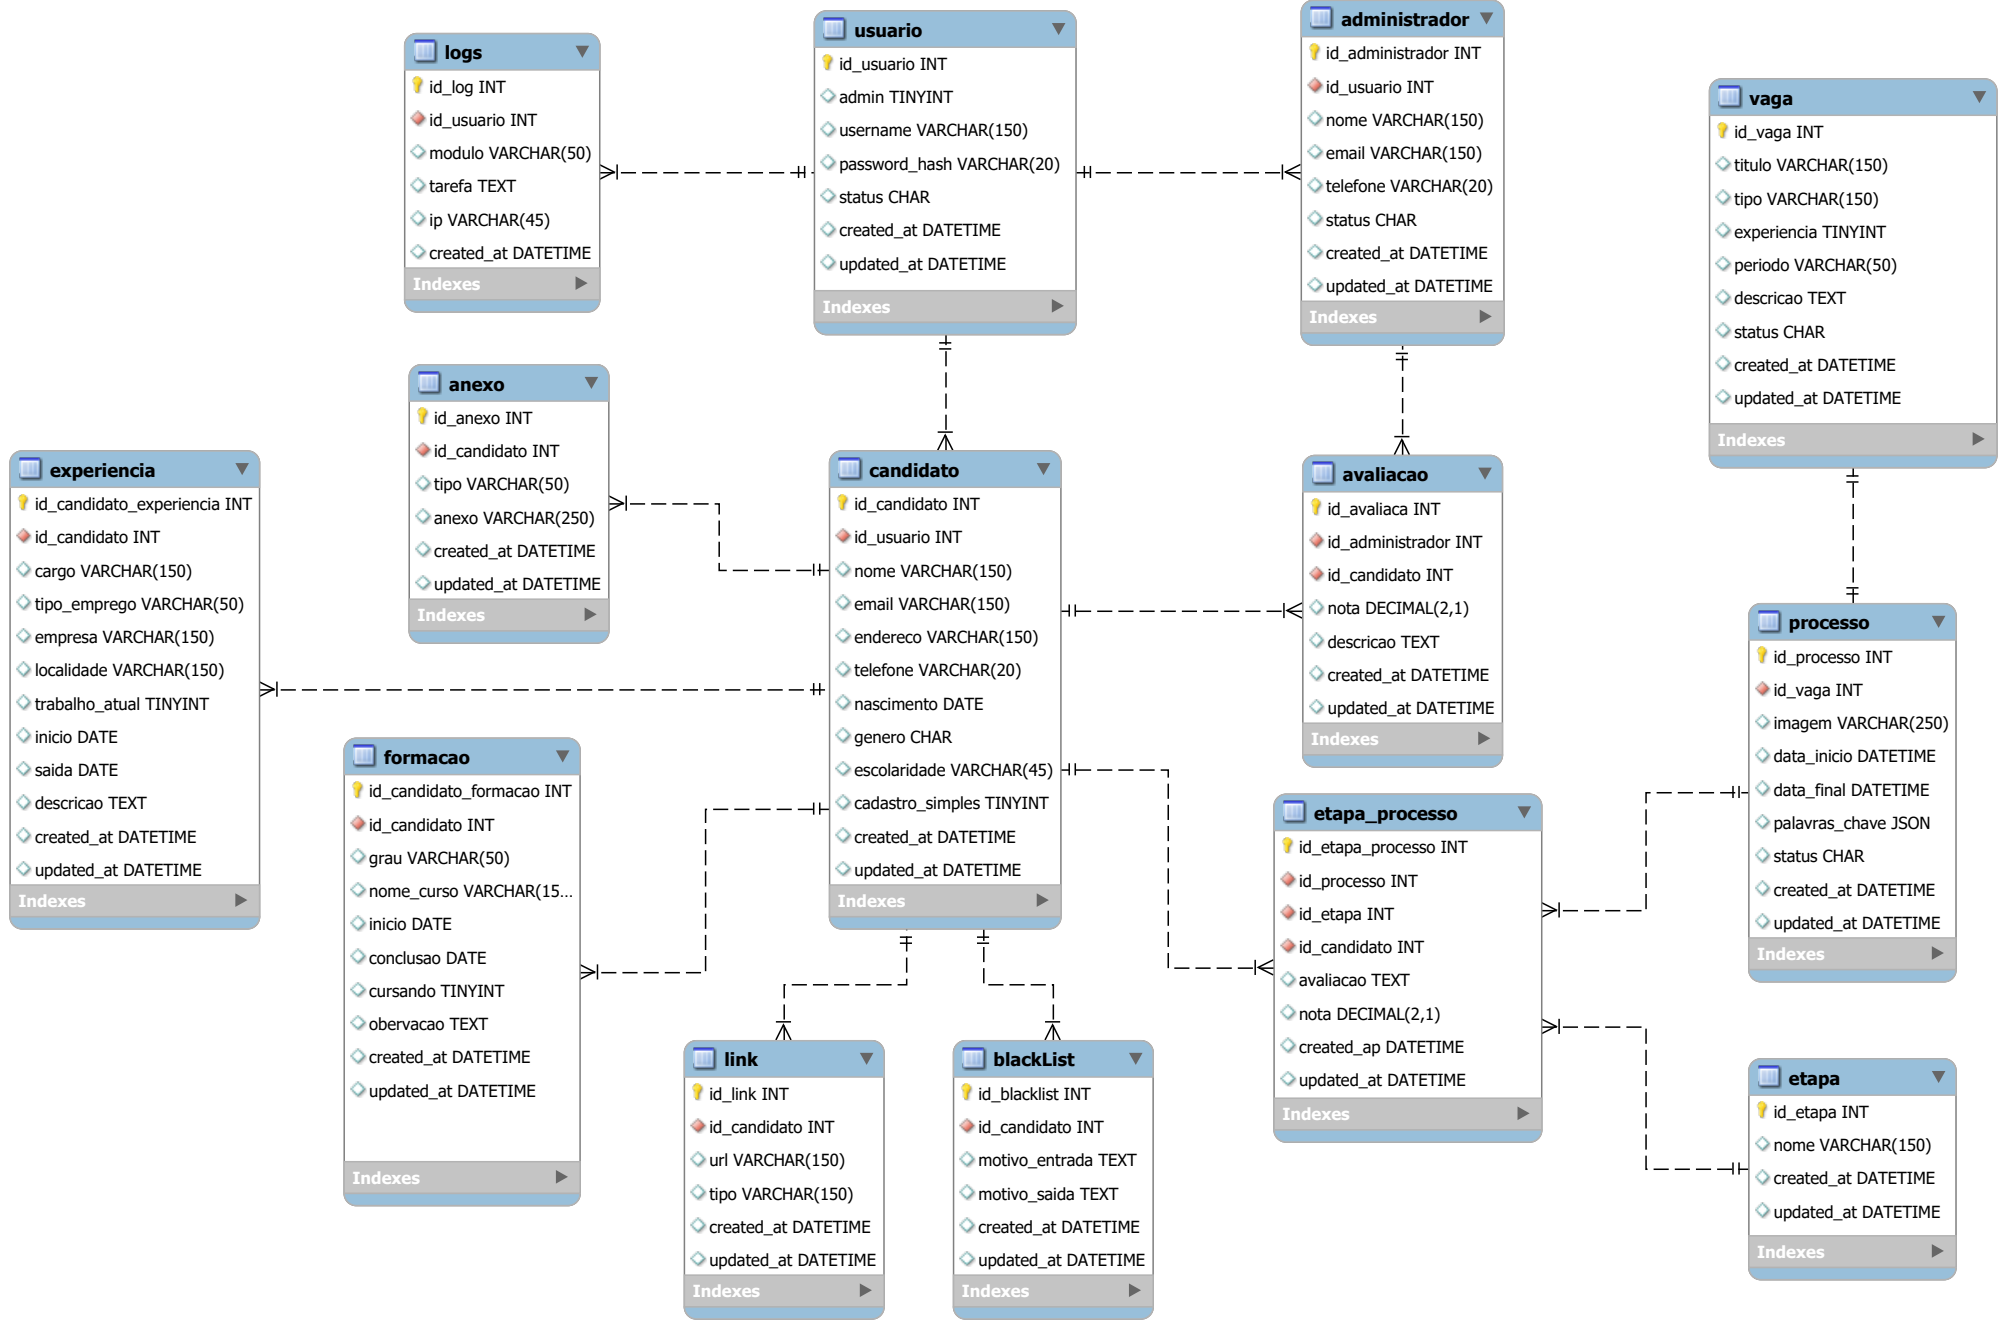 logs
id_log INT
id_usuario INT
modulo VARCHAR(50)
tarefa TEXT
ip VARCHAR(45)
created_at DATETIME
Indexes
usuario
id_usuario INT
admin TINYINT
username VARCHAR(150)
password_hash VARCHAR(20)
status CHAR
created_at DATETIME
updated_at DATETIME
Indexes
administrador
id_administrador INT
id_usuario INT
nome VARCHAR(150)
email VARCHAR(150)
telefone VARCHAR(20)
status CHAR
created_at DATETIME
updated_at DATETIME
Indexes
vaga
id_vaga INT
titulo VARCHAR(150)
tipo VARCHAR(150)
experiencia TINYINT
periodo VARCHAR(50)
descricao TEXT
status CHAR
created_at DATETIME
updated_at DATETIME
Indexes
anexo
id_anexo INT
id_candidato INT
tipo VARCHAR(50)
anexo VARCHAR(250)
created_at DATETIME
updated_at DATETIME
Indexes
experiencia
id_candidato_experiencia INT
id_candidato INT
cargo VARCHAR(150)
tipo_emprego VARCHAR(50)
empresa VARCHAR(150)
localidade VARCHAR(150)
trabalho_atual TINYINT
inicio DATE
saida DATE
descricao TEXT
created_at DATETIME
updated_at DATETIME
Indexes
candidato
id_candidato INT
id_usuario INT
nome VARCHAR(150)
email VARCHAR(150)
endereco VARCHAR(150)
telefone VARCHAR(20)
nascimento DATE
genero CHAR
escolaridade VARCHAR(45)
cadastro_simples TINYINT
created_at DATETIME
updated_at DATETIME
Indexes
avaliacao
id_avaliaca INT
id_administrador INT
id_candidato INT
nota DECIMAL(2,1)
descricao TEXT
created_at DATETIME
updated_at DATETIME
Indexes
processo
id_processo INT
id_vaga INT
imagem VARCHAR(250)
data_inicio DATETIME
data_final DATETIME
palavras_chave JSON
status CHAR
created_at DATETIME
updated_at DATETIME
Indexes
formacao
id_candidato_formacao INT
id_candidato INT
grau VARCHAR(50)
nome_curso VARCHAR(15...
inicio DATE
conclusao DATE
cursando TINYINT
obervacao TEXT
created_at DATETIME
updated_at DATETIME
Indexes
etapa_processo
id_etapa_processo INT
id_processo INT
id_etapa INT
id_candidato INT
avaliacao TEXT
nota DECIMAL(2,1)
created_ap DATETIME
updated_at DATETIME
Indexes
link
id_link INT
id_candidato INT
url VARCHAR(150)
tipo VARCHAR(150)
created_at DATETIME
updated_at DATETIME
Indexes
blackList
id_blacklist INT
id_candidato INT
motivo_entrada TEXT
motivo_saida TEXT
created_at DATETIME
updated_at DATETIME
Indexes
etapa
id_etapa INT
nome VARCHAR(150)
created_at DATETIME
updated_at DATETIME
Indexes